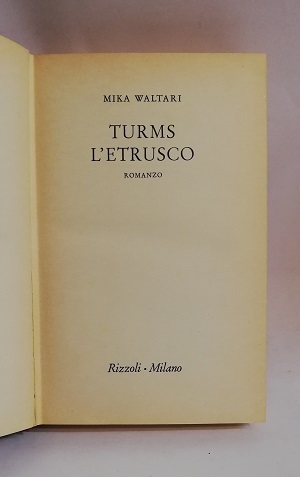 MIKA WALTARI
TURMS
L'ETRUSCO
ROMANZO
Rizzoli • Milano